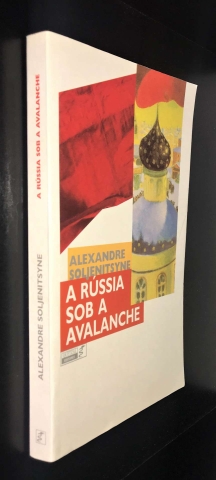 A RÚSSIA SOB A AVALANCHE
ALEXANDRE SOLJENITSYNE
ALEXANDRE
SOLJENITSYNE
A RÚSSIA
SOB A
AVALANCHE